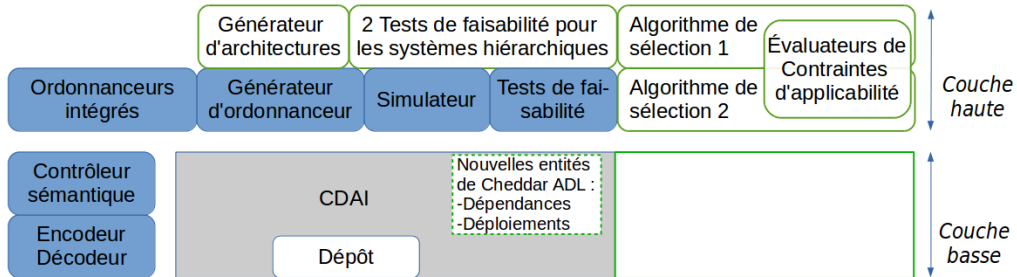 Générateur
d'architectures
2 Tests de faisabilité pour
les systèmes hiérarchiques
Algorithme de
sélection 1
Évaluateurs de
Contraintes
d'applicabilité
Ordonnanceurs
intégrés
Générateur
d'ordonnanceur
Simulateur
Tests de fai-
sabilité
Algorithme de
sélection 2
Couche
haute
Contrôleur
sémantique
Encodeur
Décodeur
CDAI
Dépôt
Nouvelles entités
de Cheddar ADL :
-Dépendances
-Déploiements
Couche
basse